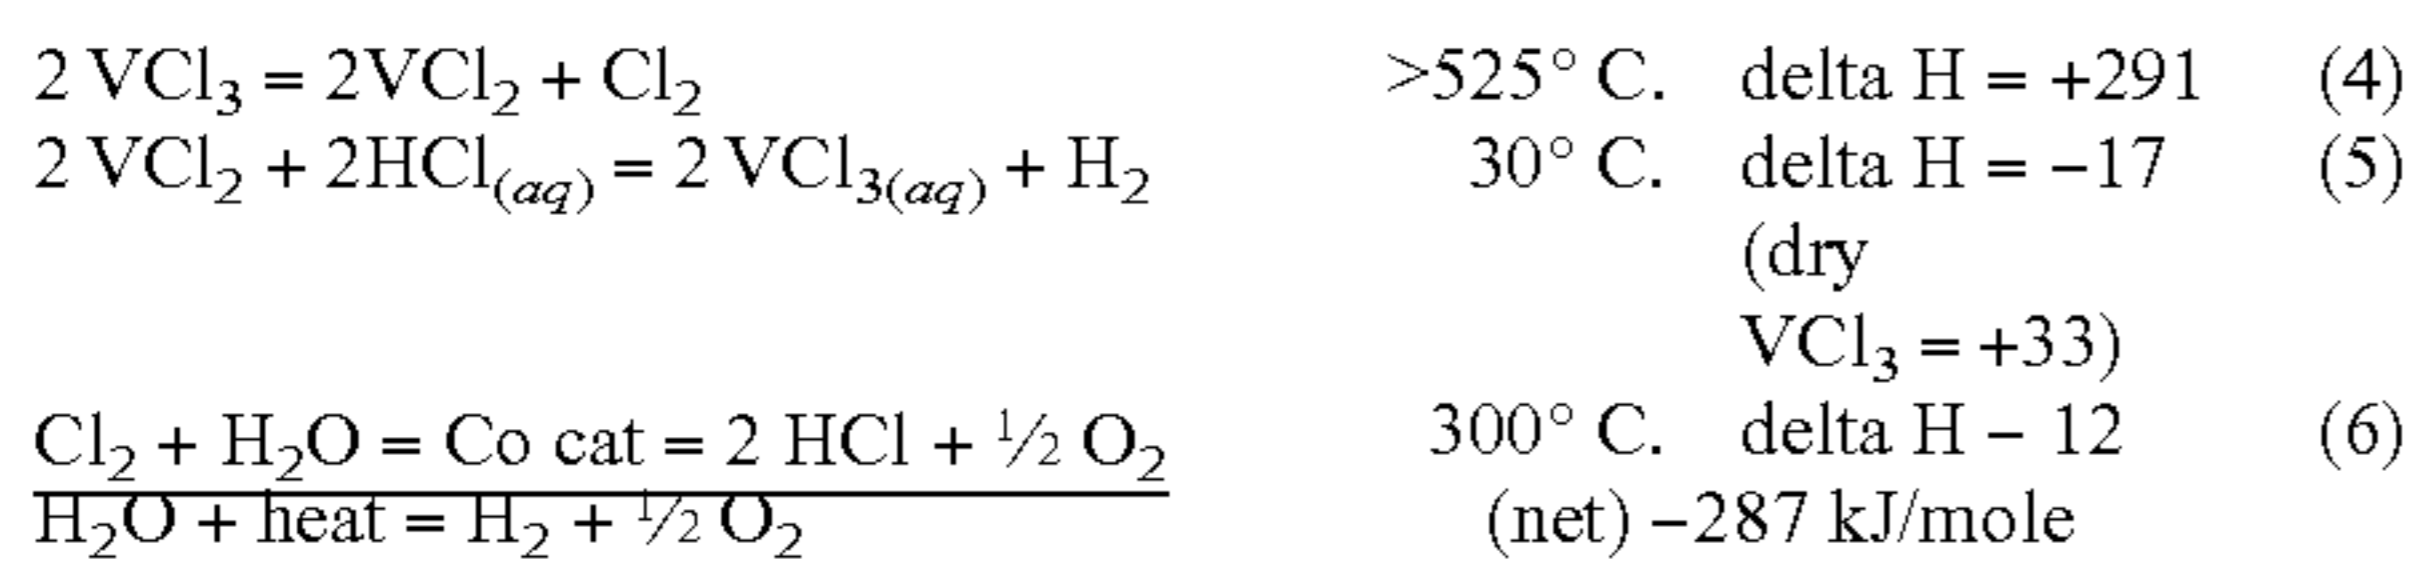 2 VCl₃ = 2VCl₂ + Cl₂ >525° C. delta H = +291 (4)
2 VCl₂ + 2HCl₍aq₎ = 2 VCl₃₍aq₎ + H₂ 30° C. delta H = −17 (5)
(dry
VCl₃ = +33)
Cl₂ + H₂O = Co cat = 2 HCl + ½ O₂ 300° C. delta H − 12 (6)
H₂O + heat = H₂ + ½ O₂ (net) −287 kJ/mole